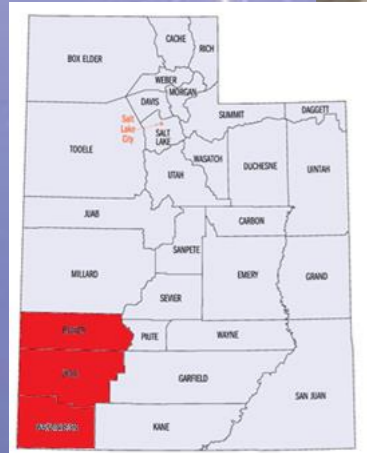 CACHE
RICH
BOX ELDER
WEBER
MORGAN
DAVIS
DAGGETT
SUMMIT
Salt
Lake
City
SALT
LAKE
TOOELE
WASATCH
DUCHESNE
UINTAH
UTAH
JUAB
CARBON
SANPETE
MILLARD
EMERY
GRAND
SEVIER
PIUTE
WAYNE
GARFIELD
SAN JUAN
KANE